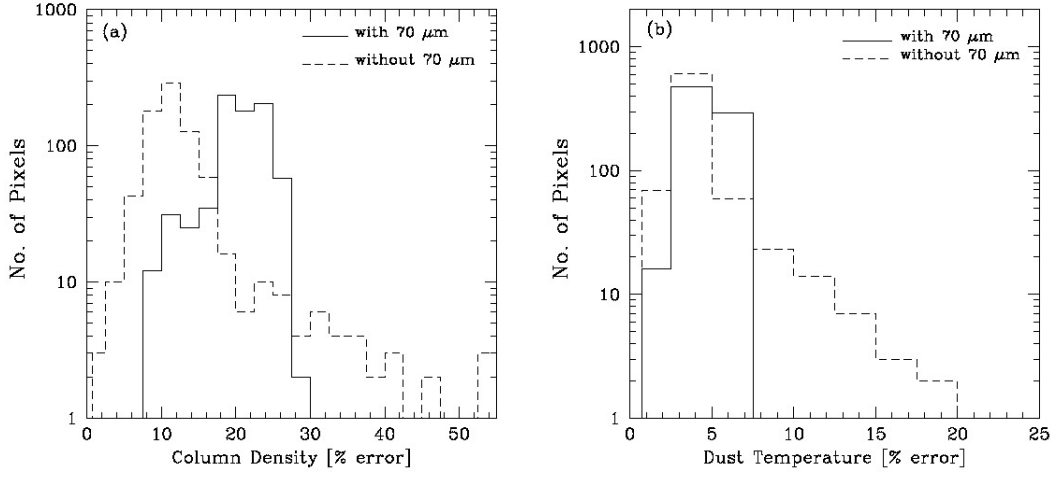 (a)
with 70 μm
without 70 μm
1000
100
10
1
No. of Pixels
0 10 20 30 40 50
Column Density [% error]
(b)
with 70 μm
without 70 μm
1000
100
10
1
No. of Pixels
0 5 10 15 20 25
Dust Temperature [% error]